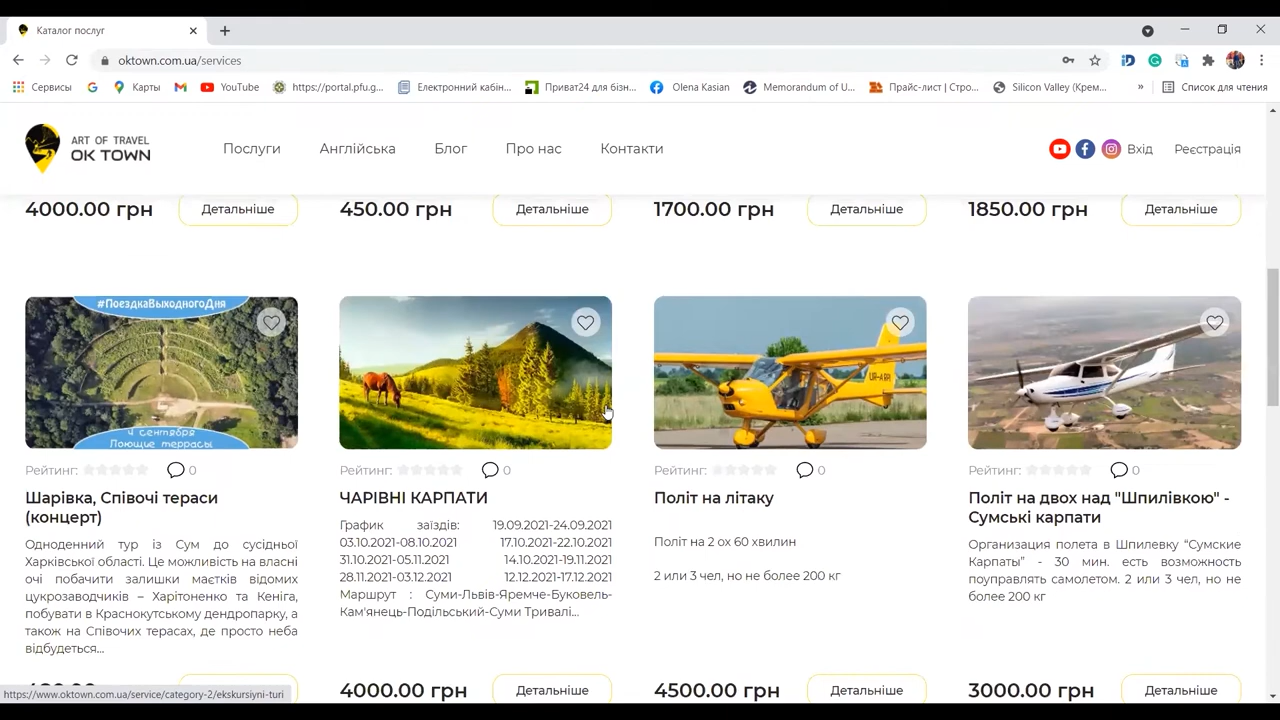 Каталог послуг
oktown.com.ua/services
Сервисы
Карты
YouTube
https://portal.pfu.g...
Електронний кабін...
Приват24 для бізн...
Olena Kasian
Memorandum of U...
Прайс-лист | Стро...
Silicon Valley (Крем...
»
Список для чтения
ART OF TRAVEL
OK TOWN
Послуги
Англійська
Блог
Про нас
Контакти
Вхід
Реєстрація
4000.00 грн
Детальніше
450.00 грн
Детальніше
1700.00 грн
Детальніше
1850.00 грн
Детальніше
#ПоездкаВыходногоДня
4 сентября
Поющие террасы
Рейтинг:
0
Шарівка, Співочі тераси
(концерт)
Одноденний тур із Сум до сусідньої
Харківської області. Це можливість на власні
очі побачити залишки маєтків відомих
цукрозаводчиків – Харітоненко та Кеніга,
побувати в Краснокутському дендропарку, а
також на Співочих терасах, де просто неба
відбудеться...
Рейтинг:
0
ЧАРІВНІ КАРПАТИ
График заїздів: 19.09.2021-24.09.2021
03.10.2021-08.10.2021 17.10.2021-22.10.2021
31.10.2021-05.11.2021 14.10.2021-19.11.2021
28.11.2021-03.12.2021 12.12.2021-17.12.2021
Маршрут : Суми-Львів-Яремче-Буковель-
Кам'янець-Подільський-Суми Тривалі...
4000.00 грн
Детальніше
UR-ARP
Рейтинг:
0
Політ на літаку
Політ на 2 ох 60 хвилин
2 или 3 чел, но не более 200 кг
4500.00 грн
Детальніше
Рейтинг:
0
Політ на двох над "Шпилівкою" -
Сумські карпати
Организация полета в Шпилевку “Сумские
Карпаты” - 30 мин. есть возможность
поуправлять самолетом. 2 или 3 чел, но не
более 200 кг
3000.00 грн
Детальніше
https://www.oktown.com.ua/service/category-2/ekskursiyni-turi